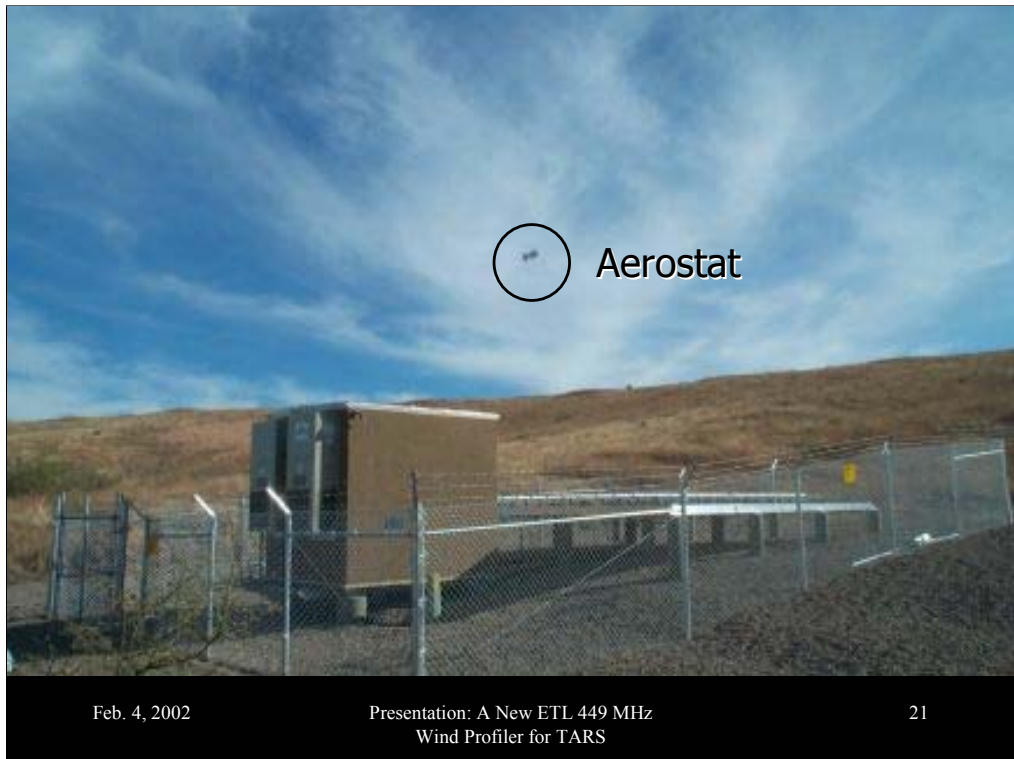 Aerostat
Feb. 4, 2002
Presentation: A New ETL 449 MHz
Wind Profiler for TARS
21